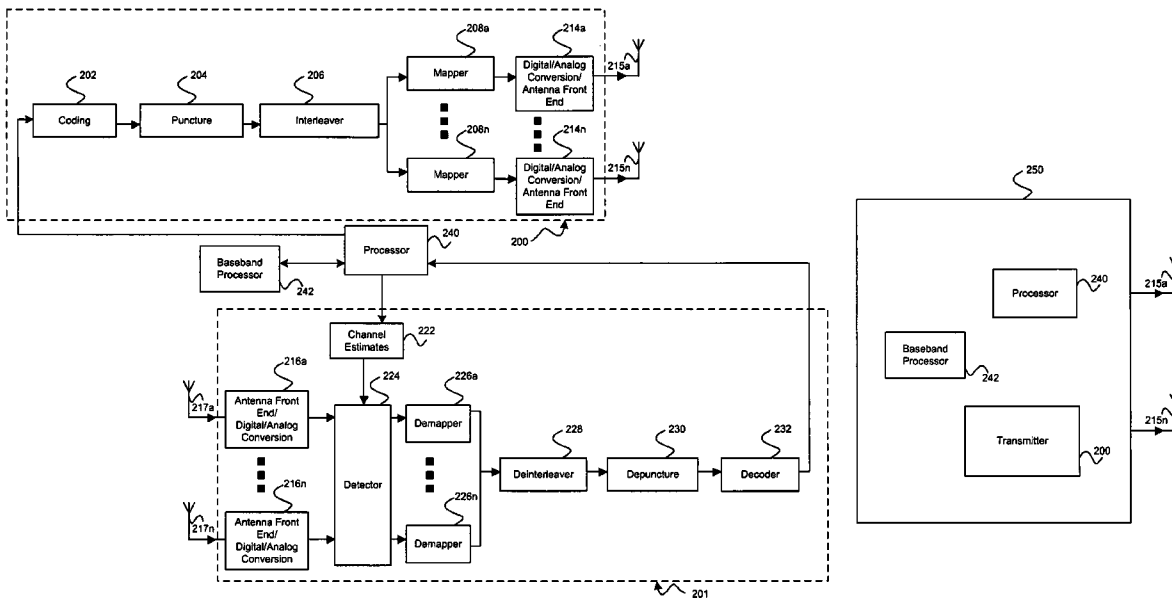 202
204
206
208a
214a
215a
Coding
Puncture
Interleaver
Mapper
Digital/Analog
Conversion/
Antenna Front
End
208n
214n
215n
Mapper
Digital/Analog
Conversion/
Antenna Front
End
200
Processor
240
Baseband
Processor
242
Channel
Estimates
222
216a
224
226a
217a
Antenna Front
End/
Digital/Analog
Conversion
Detector
Demapper
228
230
232
Deinterleaver
Depuncture
Decoder
216n
226n
217n
Antenna Front
End/
Digital/Analog
Conversion
Demapper
201
250
Processor
240
215a
Baseband
Processor
242
Transmitter
200
215n